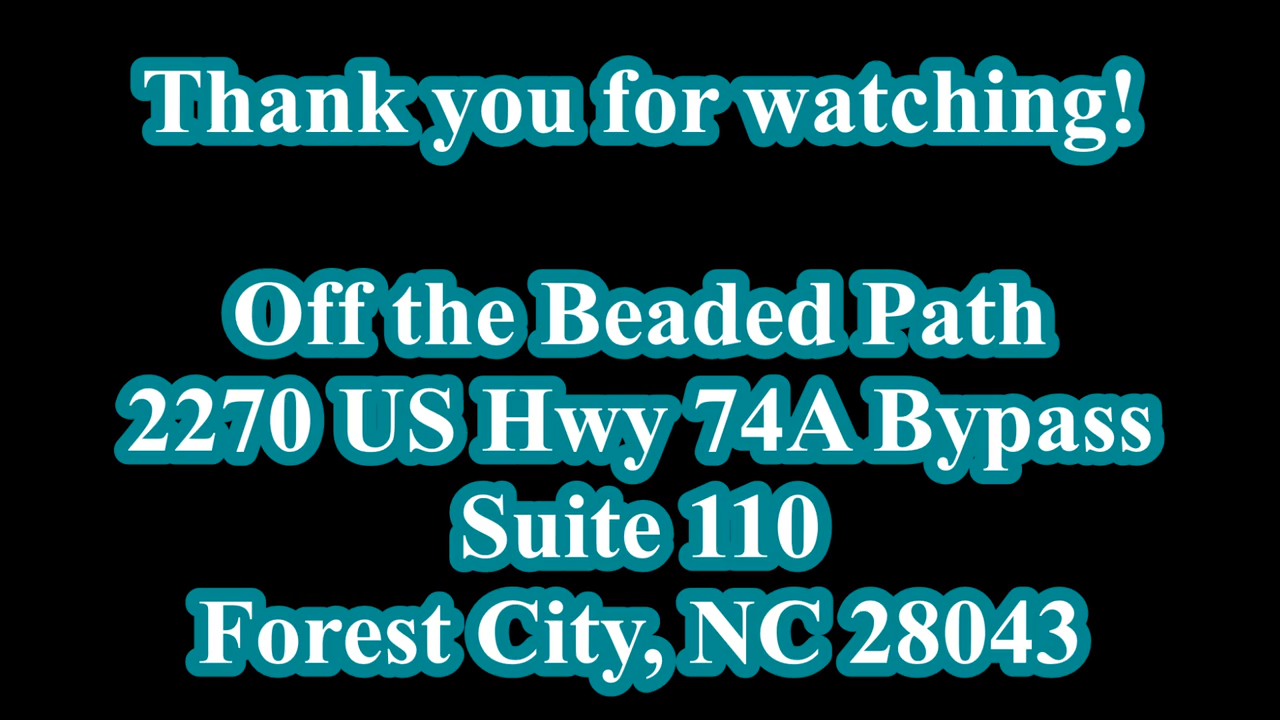 Thank you for watching!
Off the Beaded Path
2270 US Hwy 74A Bypass
Suite 110
Forest City, NC 28043